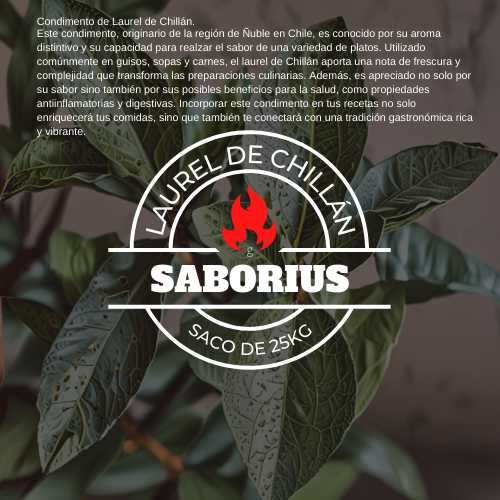 Condimento de Laurel de Chillán.
Este condimento, originario de la región de Ñuble en Chile, es conocido por su aroma
distintivo y su capacidad para realzar el sabor de una variedad de platos. Utilizado
comúnmente en guisos, sopas y carnes, el laurel de Chillán aporta una nota de frescura y
complejidad que transforma las preparaciones culinarias. Además, es apreciado no solo por
su sabor sino también por sus posibles beneficios para la salud, como propiedades
antiinflamatorias y digestivas. Incorporar este condimento en tus recetas no solo
enriquecerá tus comidas, sino que también te conectará con una tradición gastronómica rica
y vibrante.
LAUREL DE CHILLÁN
g
SABORIUS
SACO DE 25KG